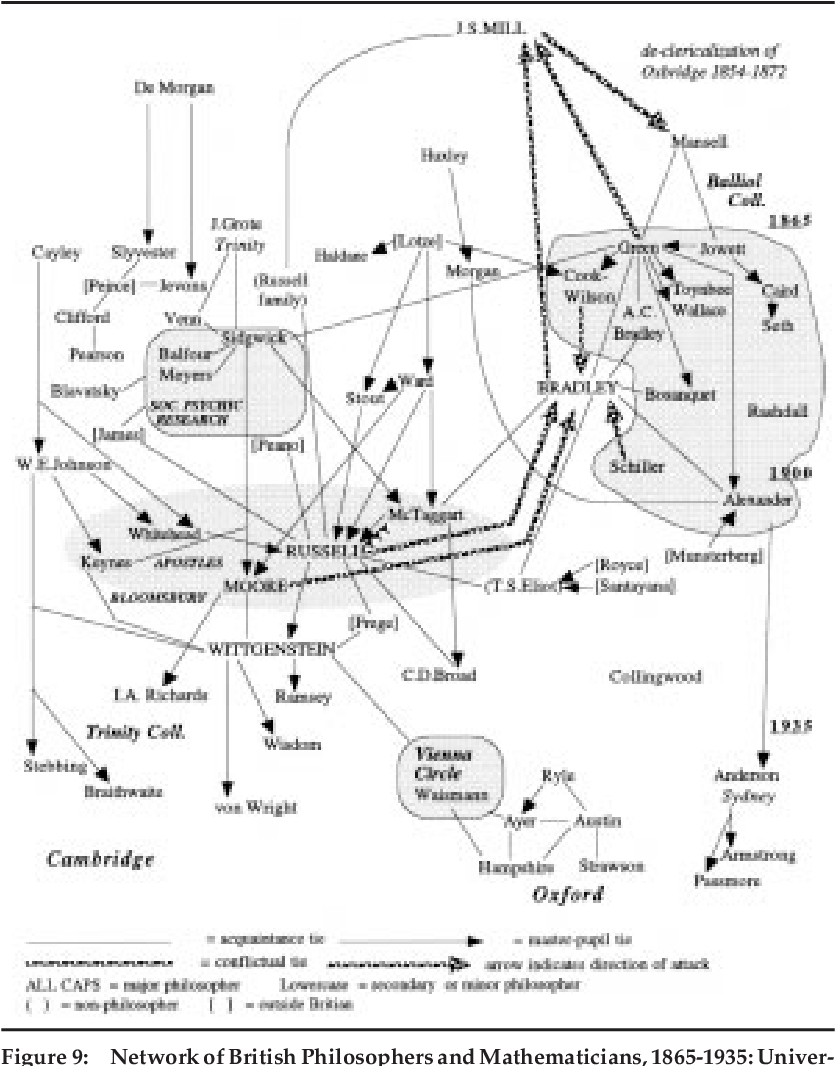 J.S.MILL
de-clericalization of
Oxbridge 1854-1872
De Morgan
Mansell
Huxley
Balliol
Coll.
1865
J.Grote
Trinity
Cayley
Slyvester
Haldane
[Lotze]
Green
Jowett
Morgan
[Peirce]
Jevons
(Russell
family)
Cook-
Wilson
Toynbee
Wallace
Caird
Clifford
Venn
A.C.
Bradley
Seth
Sidgwick
Pearson
Balfour
Meyers
Blavatsky
Stout
Ward
BRADLEY
Bosanquet
SOC. PSYCHIC
RESEARCH
Rashdall
[James]
[Peano]
W.E.Johnson
Schiller
1900
McTaggart
Alexander
Whitehead
RUSSELL
Keynes
APOSTLES
[Munsterberg]
[Royce]
MOORE
(T.S.Eliot)
[Santayana]
BLOOMSBURY
[Frege]
WITTGENSTEIN
C.D.Broad
Collingwood
I.A. Richards
Ramsey
Trinity Coll.
1935
Wisdom
Vienna
Circle
Waismann
Stebbing
Ryle
Anderson
Sydney
Braithwaite
von Wright
Ayer
Austin
Armstrong
Cambridge
Hampshire
Strawson
Passmore
Oxford
= acquaintance tie
= master-pupil tie
= conflictual tie
arrow indicates direction of attack
ALL CAPS = major philosopher Lowercase = secondary or minor philosopher
( ) = non-philosopher [ ] = outside Britian
Figure 9: Network of British Philosophers and Mathematicians, 1865-1935: Univer-